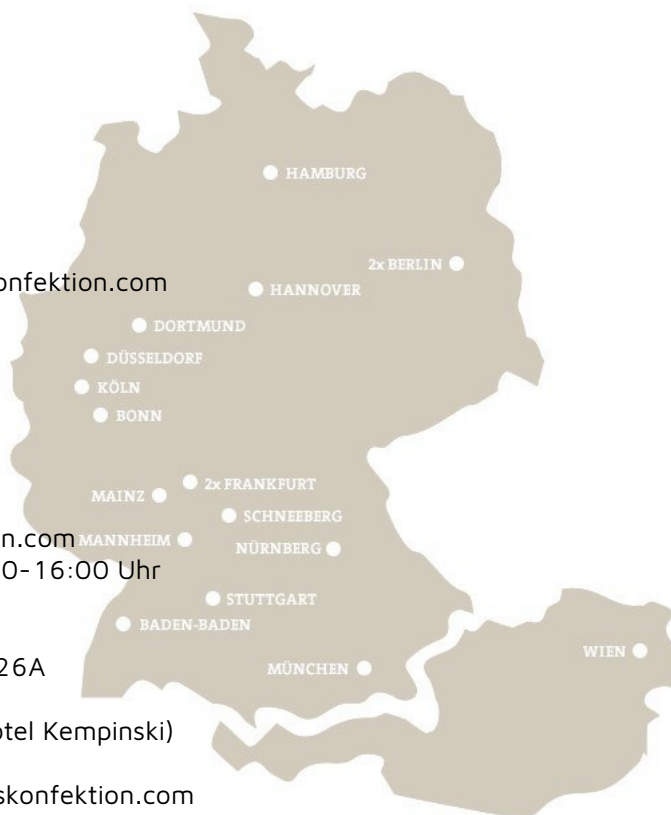 HAMBURG
2x BERLIN
onfektion.com
HANNOVER
DORTMUND
DÜSSELDORF
KÖLN
BONN
2x FRANKFURT
MAINZ
SCHNEEBERG
n.com
MANNHEIM
NÜRNBERG
0-16:00 Uhr
STUTTGART
BADEN-BADEN
WIEN
26A
MÜNCHEN
otel Kempinski)
skonfektion.com